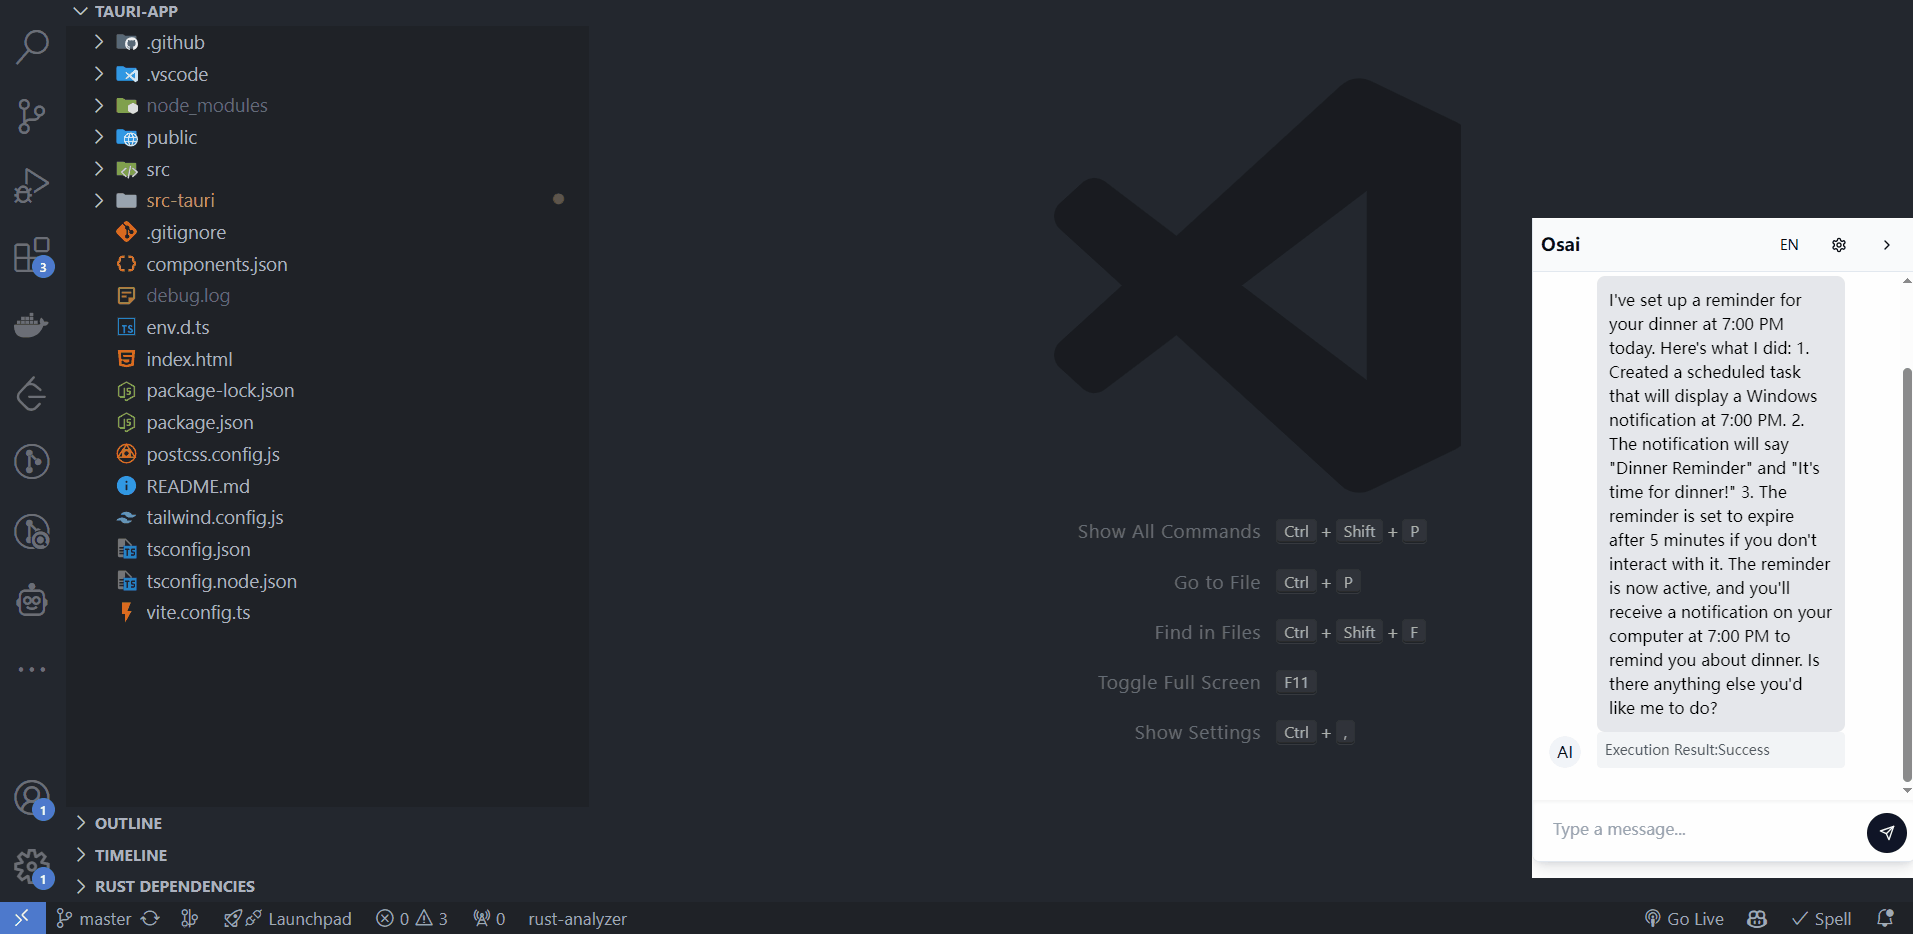 TAURI-APP
.github
.vscode
node_modules
public
src
src-tauri
.gitignore
components.json
debug.log
env.d.ts
index.html
package-lock.json
package.json
postcss.config.js
README.md
tailwind.config.js
tsconfig.json
tsconfig.node.json
vite.config.ts
3
1
1
OUTLINE
TIMELINE
RUST DEPENDENCIES
Show All Commands Ctrl + Shift + P
Go to File Ctrl + P
Find in Files Ctrl + Shift + F
Toggle Full Screen F11
Show Settings Ctrl + ,
Osai EN
I've set up a reminder for
your dinner at 7:00 PM
today. Here's what I did: 1.
Created a scheduled task
that will display a Windows
notification at 7:00 PM. 2.
The notification will say
"Dinner Reminder" and "It's
time for dinner!" 3. The
reminder is set to expire
after 5 minutes if you don't
interact with it. The reminder
is now active, and you'll
receive a notification on your
computer at 7:00 PM to
remind you about dinner. Is
there anything else you'd
like me to do?
AI Execution Result:Success
Type a message...
master Launchpad 0 3 0 rust-analyzer Go Live Spell